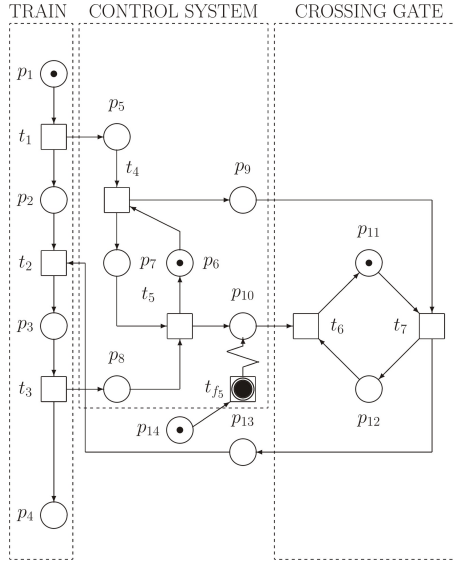 TRAIN CONTROL SYSTEM CROSSING GATE
p1
p5
t1
t4
p9
p2
p11
t2
p7 p6
t5
p10
p3
t6 t7
p8
t3
tf5
p14
p13
p12
p4